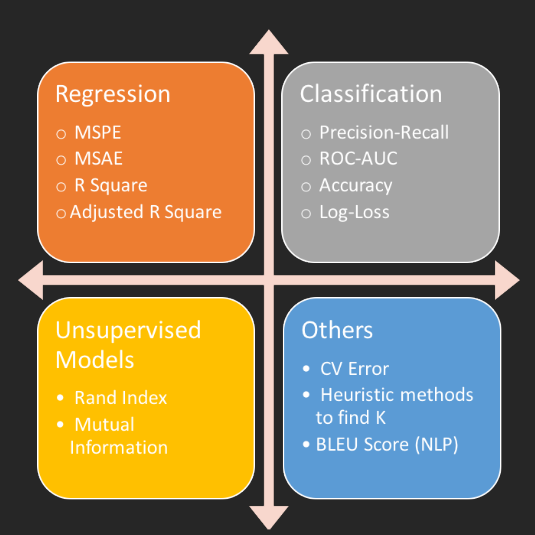 Regression
○ MSPE
○ MSAE
○ R Square
○ Adjusted R Square
Classification
○ Precision-Recall
○ ROC-AUC
○ Accuracy
○ Log-Loss
Unsupervised
Models
• Rand Index
• Mutual
Information
Others
• CV Error
• Heuristic methods
to find K
• BLEU Score (NLP)